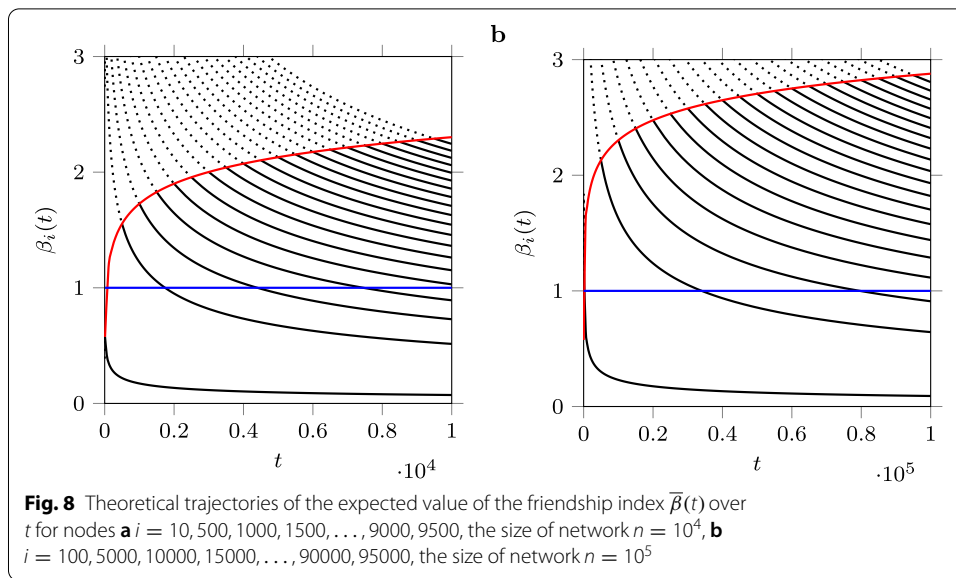 b
3
2
1
0
β_i(t)
0
0.2
0.4
0.6
0.8
1
t
·10^4
3
2
1
0
β_i(t)
0
0.2
0.4
0.6
0.8
1
t
·10^5
Fig. 8 Theoretical trajectories of the expected value of the friendship index β̅(t) over
t for nodes a i = 10, 500, 1000, 1500, ..., 9000, 9500, the size of network n = 10^4, b
i = 100, 5000, 10000, 15000, ..., 90000, 95000, the size of network n = 10^5